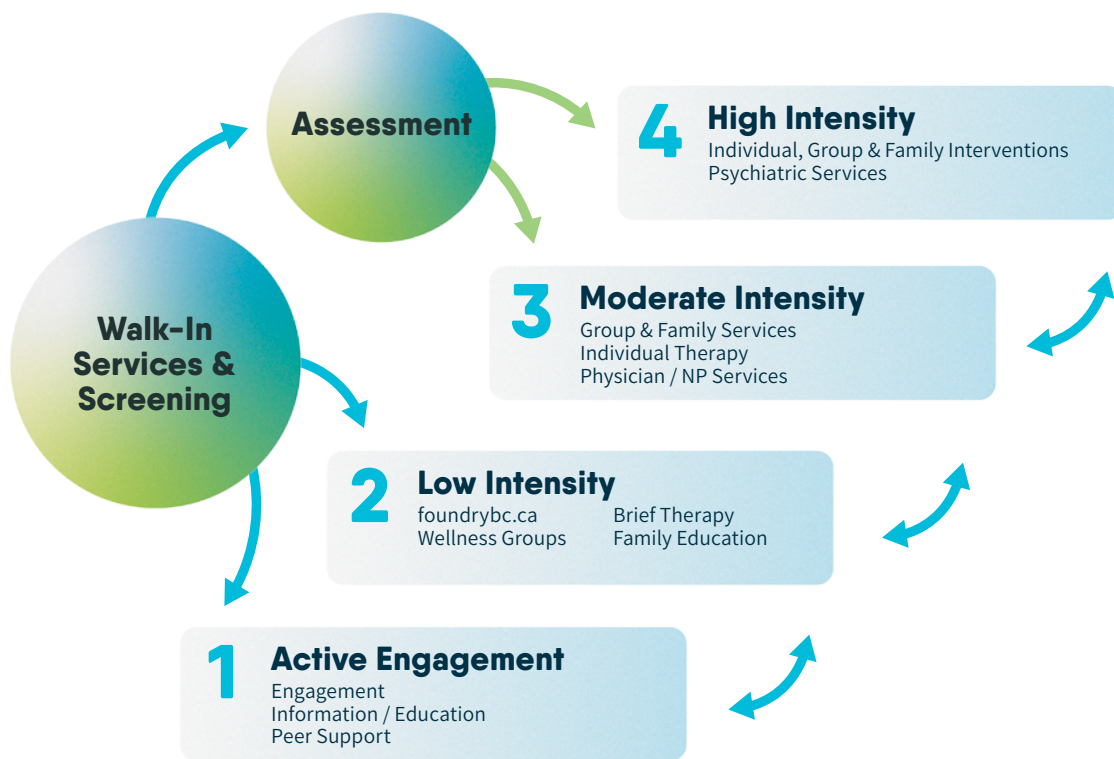 Assessment
4 High Intensity
Individual, Group & Family Interventions
Psychiatric Services
3 Moderate Intensity
Group & Family Services
Individual Therapy
Physician / NP Services
Walk-In
Services &
Screening
2 Low Intensity
foundrybc.ca Brief Therapy
Wellness Groups Family Education
1 Active Engagement
Engagement
Information / Education
Peer Support